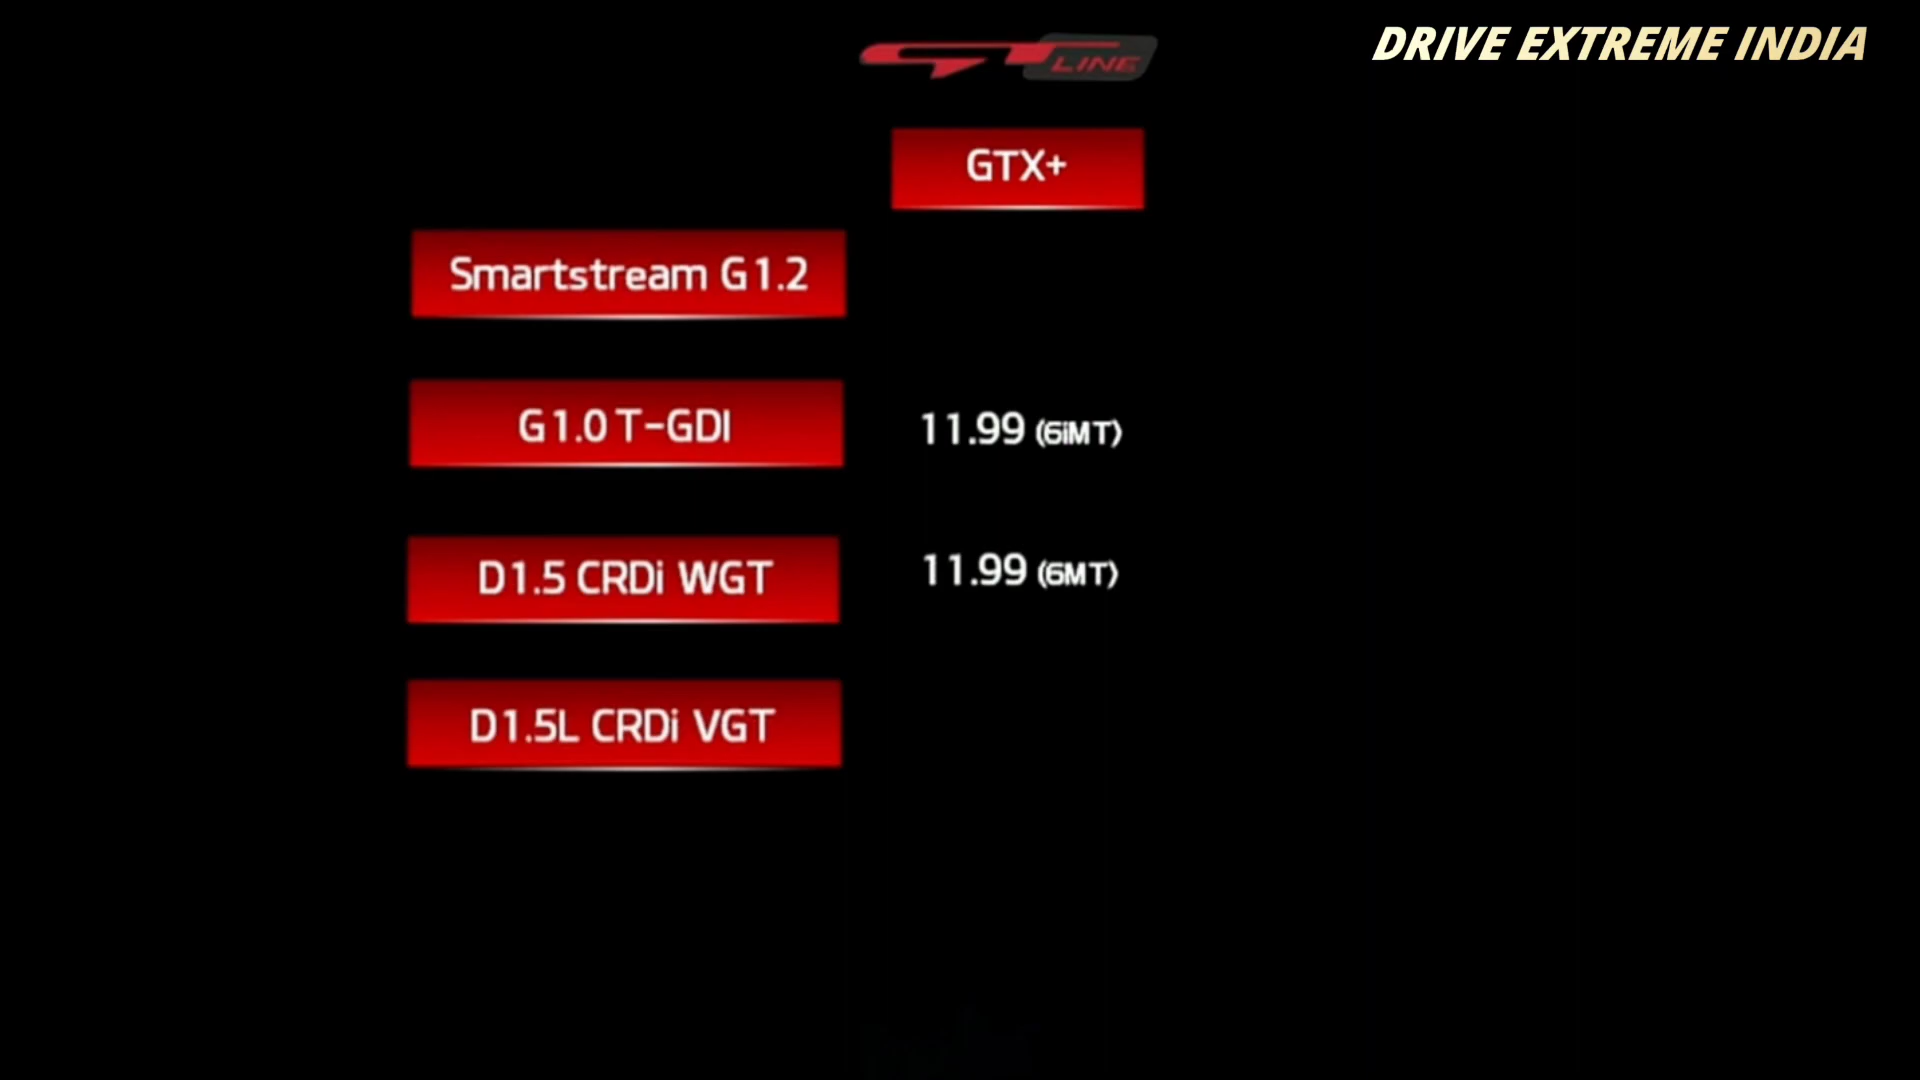 GT LINE
DRIVE EXTREME INDIA
GTX+
Smartstream G1.2
G1.0 T-GDI 11.99 (6iMT)
D1.5 CRDi WGT 11.99 (6MT)
D1.5L CRDi VGT